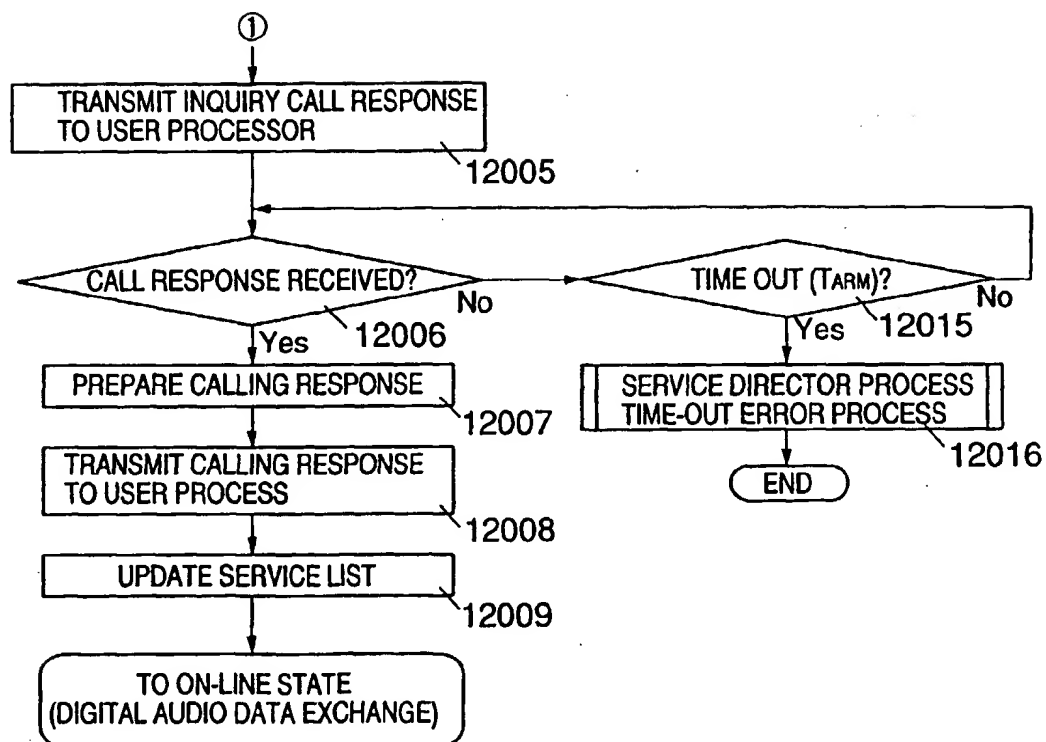 ①
TRANSMIT INQUIRY CALL RESPONSE
TO USER PROCESSOR
12005
CALL RESPONSE RECEIVED?
No
12006
Yes
TIME OUT (TARM)?
No
12015
Yes
PREPARE CALLING RESPONSE
12007
SERVICE DIRECTOR PROCESS
TIME-OUT ERROR PROCESS
12016
TRANSMIT CALLING RESPONSE
TO USER PROCESS
12008
END
UPDATE SERVICE LIST
12009
TO ON-LINE STATE
(DIGITAL AUDIO DATA EXCHANGE)